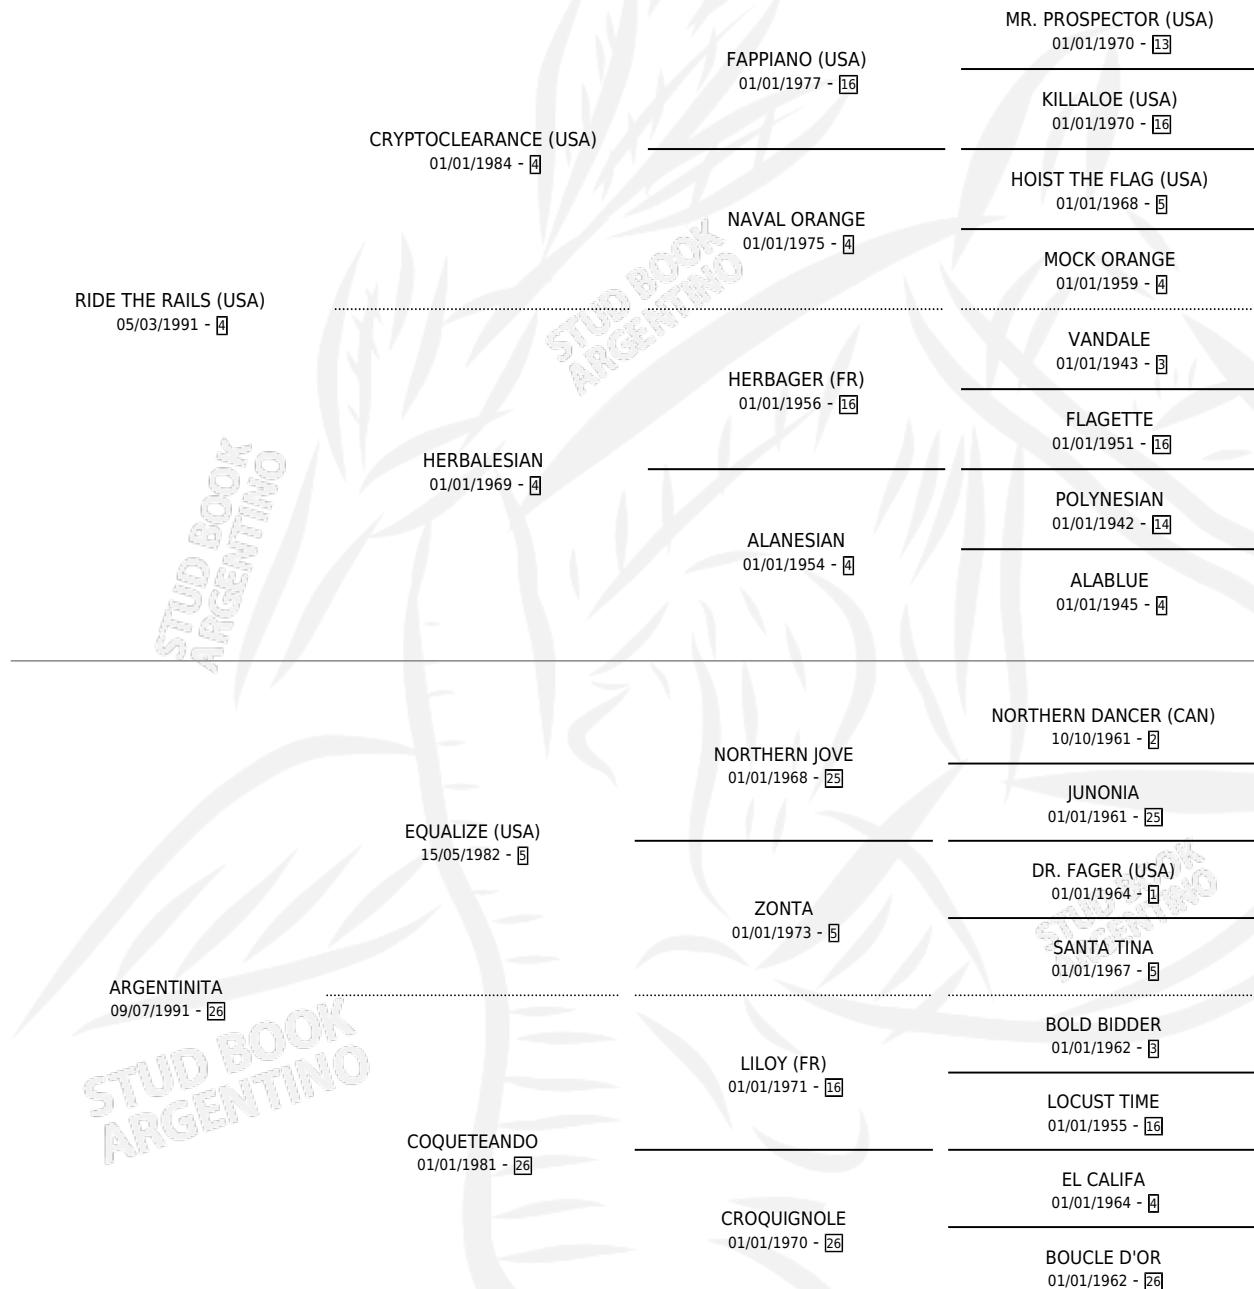 MR. PROSPECTOR (USA)
01/01/1970 - 13
FAPPIANO (USA)
01/01/1977 - 16
KILLALOE (USA)
01/01/1970 - 16
CRYPTOCLEARANCE (USA)
01/01/1984 - 4
HOIST THE FLAG (USA)
01/01/1968 - 5
NAVAL ORANGE
01/01/1975 - 4
MOCK ORANGE
01/01/1959 - 4
RIDE THE RAILS (USA)
05/03/1991 - 4
VANDALE
01/01/1943 - 3
HERBAGER (FR)
01/01/1956 - 16
FLAGETTE
01/01/1951 - 16
HERBALESIAN
01/01/1969 - 4
POLYNESIAN
01/01/1942 - 14
ALANESIAN
01/01/1954 - 4
ALABLUE
01/01/1945 - 4
STUD BOOK
ARGENTINO
STUD BOOK
ARGENTINO
NORTHERN DANCER (CAN)
10/10/1961 - 2
NORTHERN JOVE
01/01/1968 - 25
JUNONIA
01/01/1961 - 25
EQUALIZE (USA)
15/05/1982 - 5
DR. FAGER (USA)
01/01/1964 - 1
ZONTA
01/01/1973 - 5
SANTA TINA
01/01/1967 - 5
ARGENTINITA
09/07/1991 - 26
BOLD BIDDER
01/01/1962 - 3
LILOY (FR)
01/01/1971 - 16
LOCUST TIME
01/01/1955 - 16
COQUETEANDO
01/01/1981 - 26
EL CALIFA
01/01/1964 - 4
CROQUIGNOLE
01/01/1970 - 26
BOUCLE D'OR
01/01/1962 - 26
STUD BOOK
ARGENTINO
STUD BOOK
ARGENTINO